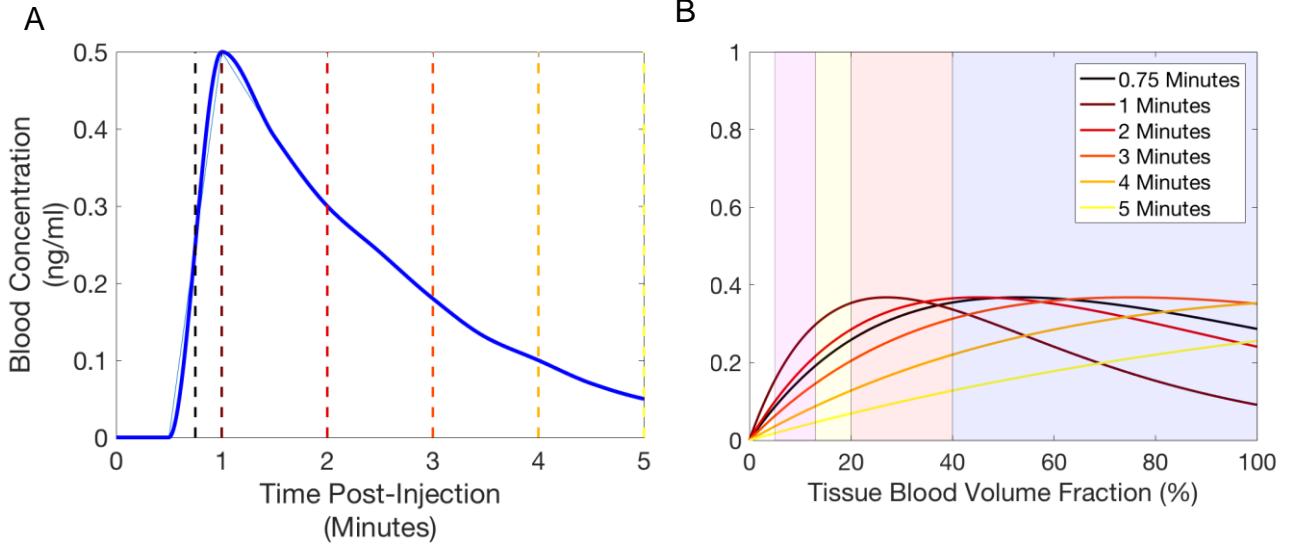 A
Blood Concentration
(ng/ml)
0.5
0.4
0.3
0.2
0.1
0
0 1 2 3 4 5
Time Post-Injection
(Minutes)
B
1
0.8
0.6
0.4
0.2
0
0 20 40 60 80 100
Tissue Blood Volume Fraction (%)
0.75 Minutes
1 Minutes
2 Minutes
3 Minutes
4 Minutes
5 Minutes